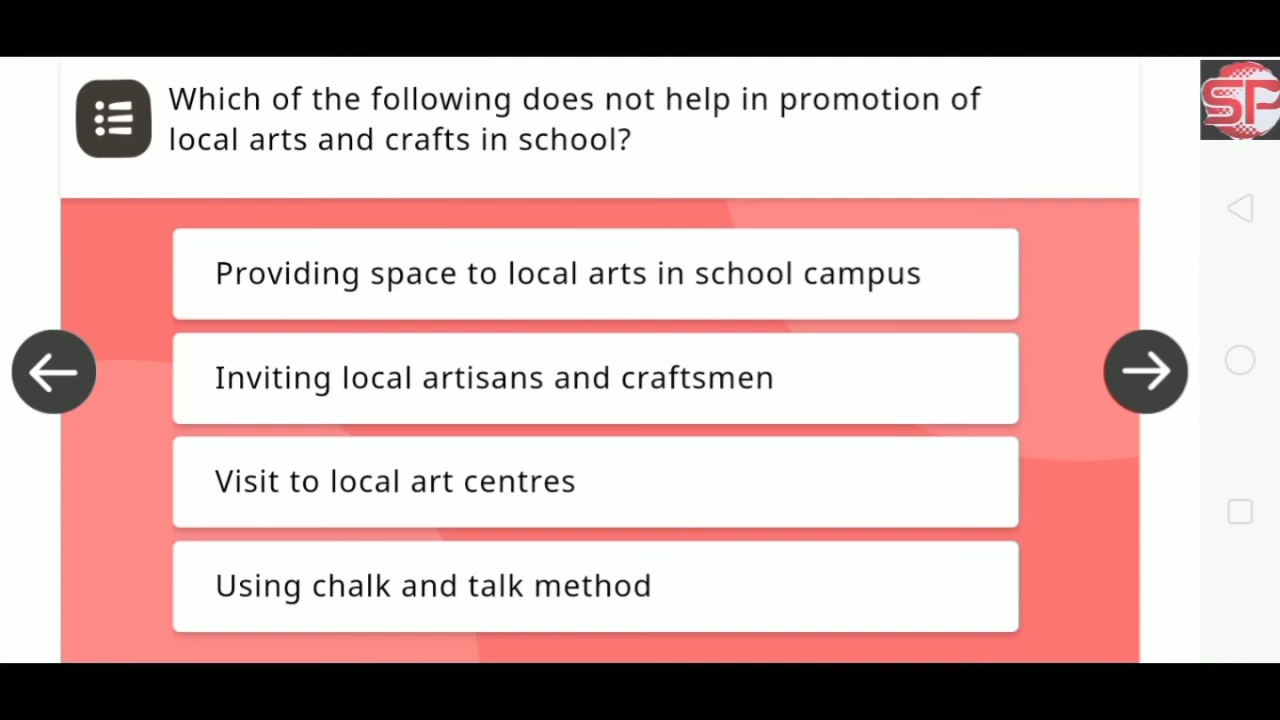 Which of the following does not help in promotion of
local arts and crafts in school?
SP
Providing space to local arts in school campus
Inviting local artisans and craftsmen
Visit to local art centres
Using chalk and talk method